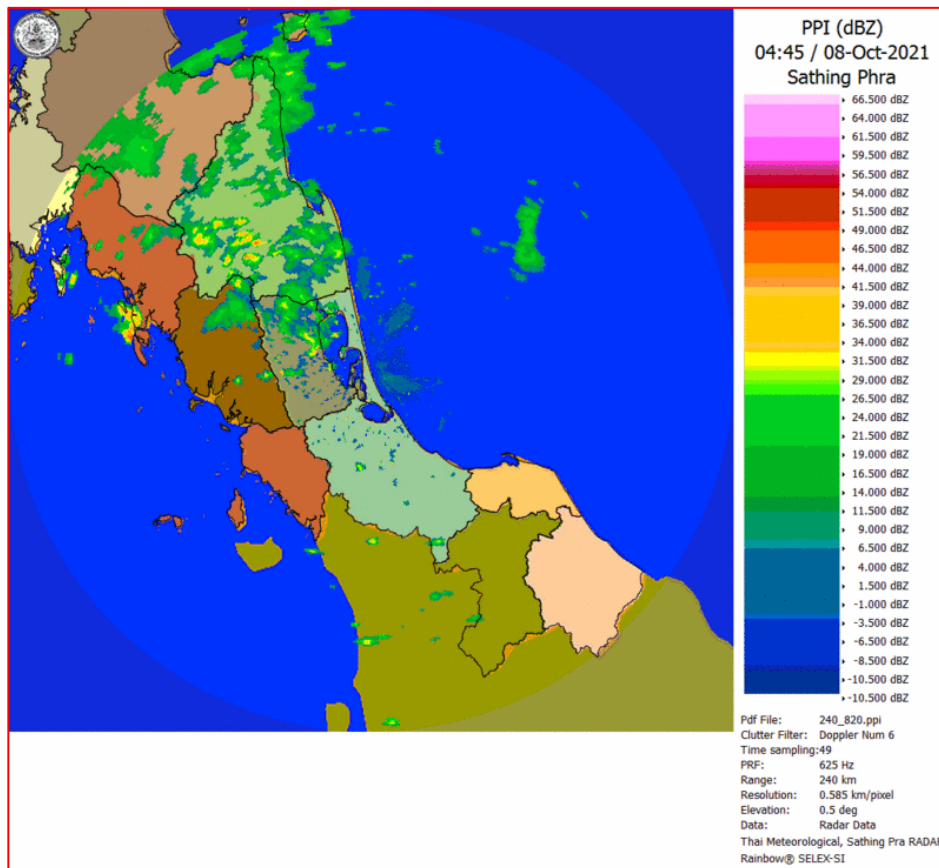 PPI (dBZ)
04:45 / 08-Oct-2021
Sathing Phra
66.500 dBZ
64.000 dBZ
61.500 dBZ
59.500 dBZ
56.500 dBZ
54.000 dBZ
51.500 dBZ
49.000 dBZ
46.500 dBZ
44.000 dBZ
41.500 dBZ
39.000 dBZ
36.500 dBZ
34.000 dBZ
31.500 dBZ
29.000 dBZ
26.500 dBZ
24.000 dBZ
21.500 dBZ
19.000 dBZ
16.500 dBZ
14.000 dBZ
11.500 dBZ
9.000 dBZ
6.500 dBZ
4.000 dBZ
1.500 dBZ
-1.000 dBZ
-3.500 dBZ
-6.500 dBZ
-8.500 dBZ
-10.500 dBZ
-10.500 dBZ
Pdf File: 240_820.ppi
Clutter Filter: Doppler Num 6
Time sampling:49
PRF: 625 Hz
Range: 240 km
Resolution: 0.585 km/pixel
Elevation: 0.5 deg
Data: Radar Data
Thai Meteorological, Sathing Pra RADAR
Rainbow® SELEX-SI